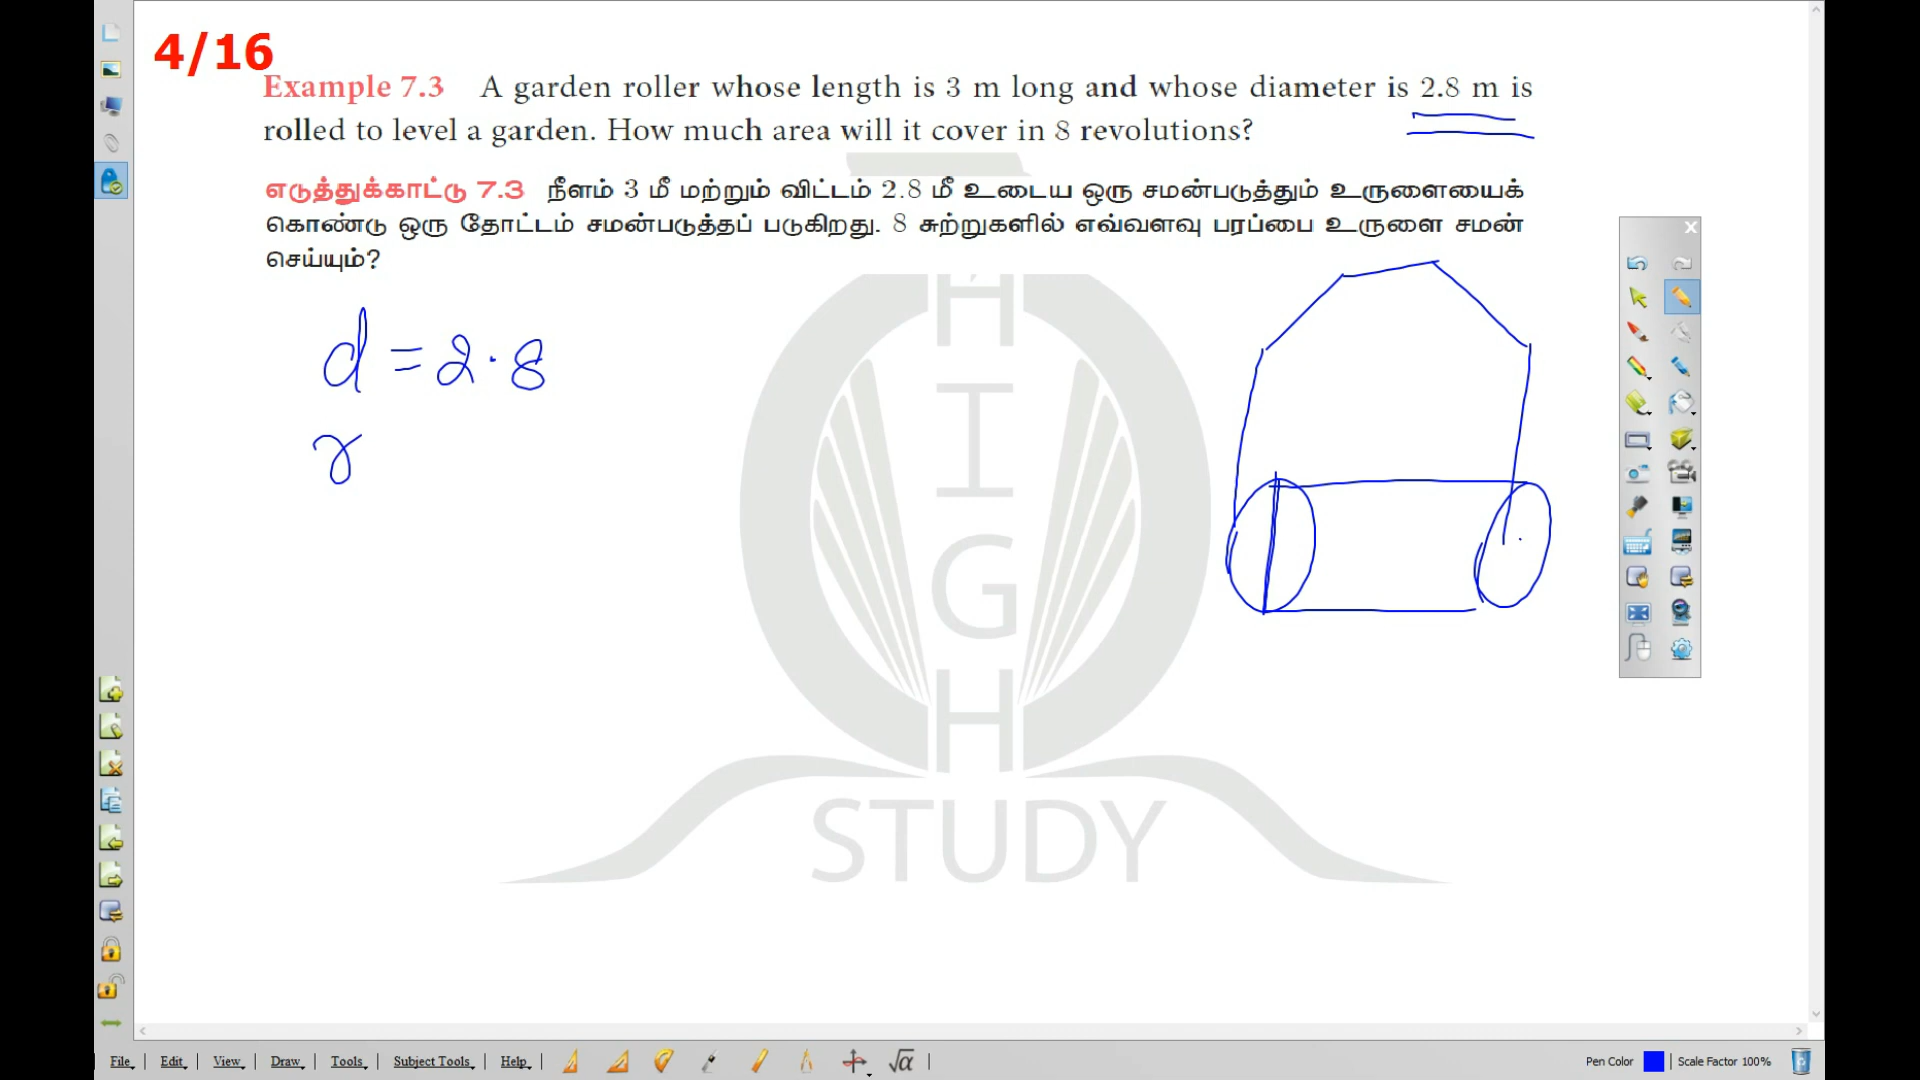 4/16
Example 7.3 A garden roller whose length is 3 m long and whose diameter is 2.8 m is
rolled to level a garden. How much area will it cover in 8 revolutions?
எடுத்துக்காட்டு 7.3 நீளம் 3 மீ மற்றும் விட்டம் 2.8 மீ உடைய ஒரு சமன்படுத்தும் உருளையைக்
கொண்டு ஒரு தோட்டம் சமன்படுத்தப் படுகிறது. 8 சுற்றுகளில் எவ்வளவு பரப்பை உருளை சமன்
செய்யும்?
d = 2.8
r
HIGH
STUDY
File Edit View Draw Tools Subject Tools Help √α Pen Color Scale Factor 100%